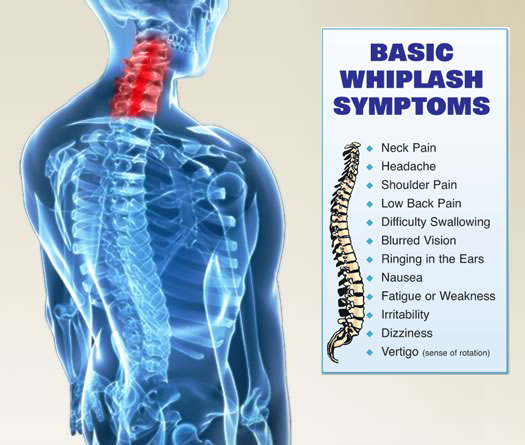 BASIC
WHIPLASH
SYMPTOMS
Neck Pain
Headache
Shoulder Pain
Low Back Pain
Difficulty Swallowing
Blurred Vision
Ringing in the Ears
Nausea
Fatigue or Weakness
Irritability
Dizziness
Vertigo (sense of rotation)